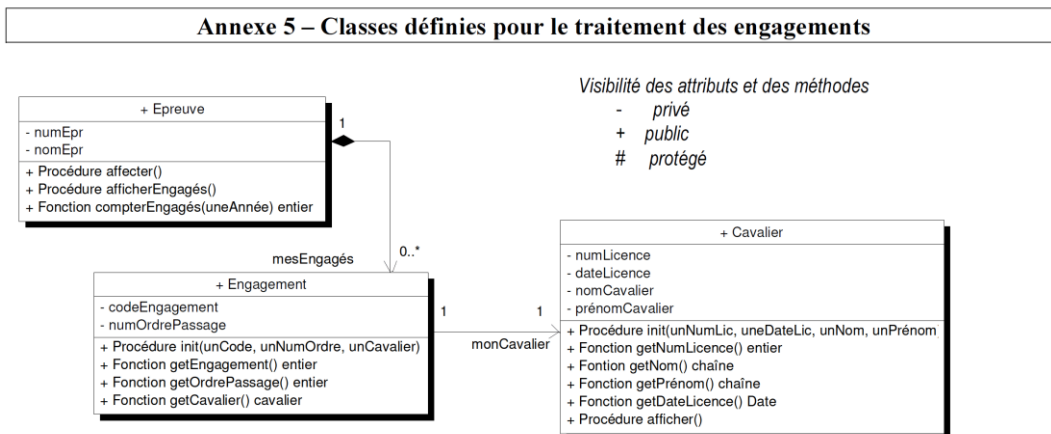 Annexe 5 – Classes définies pour le traitement des engagements
Visibilité des attributs et des méthodes
- privé
+ public
# protégé
+ Epreuve
- numEpr
- nomEpr
+ Procédure affecter()
+ Procédure afficherEngagés()
+ Fonction compterEngagés(uneAnnée) entier
1
0..*
mesEngagés
+ Engagement
- codeEngagement
- numOrdrePassage
+ Procédure init(unCode, unNumOrdre, unCavalier)
+ Fonction getEngagement() entier
+ Fonction getOrdrePassage() entier
+ Fonction getCavalier() cavalier
1
1
monCavalier
+ Cavalier
- numLicence
- dateLicence
- nomCavalier
- prénomCavalier
+ Procédure init(unNumLic, uneDateLic, unNom, unPrénom)
+ Fonction getNumLicence() entier
+ Fontion getNom() chaîne
+ Fonction getPrénom() chaîne
+ Fonction getDateLicence() Date
+ Procédure afficher()